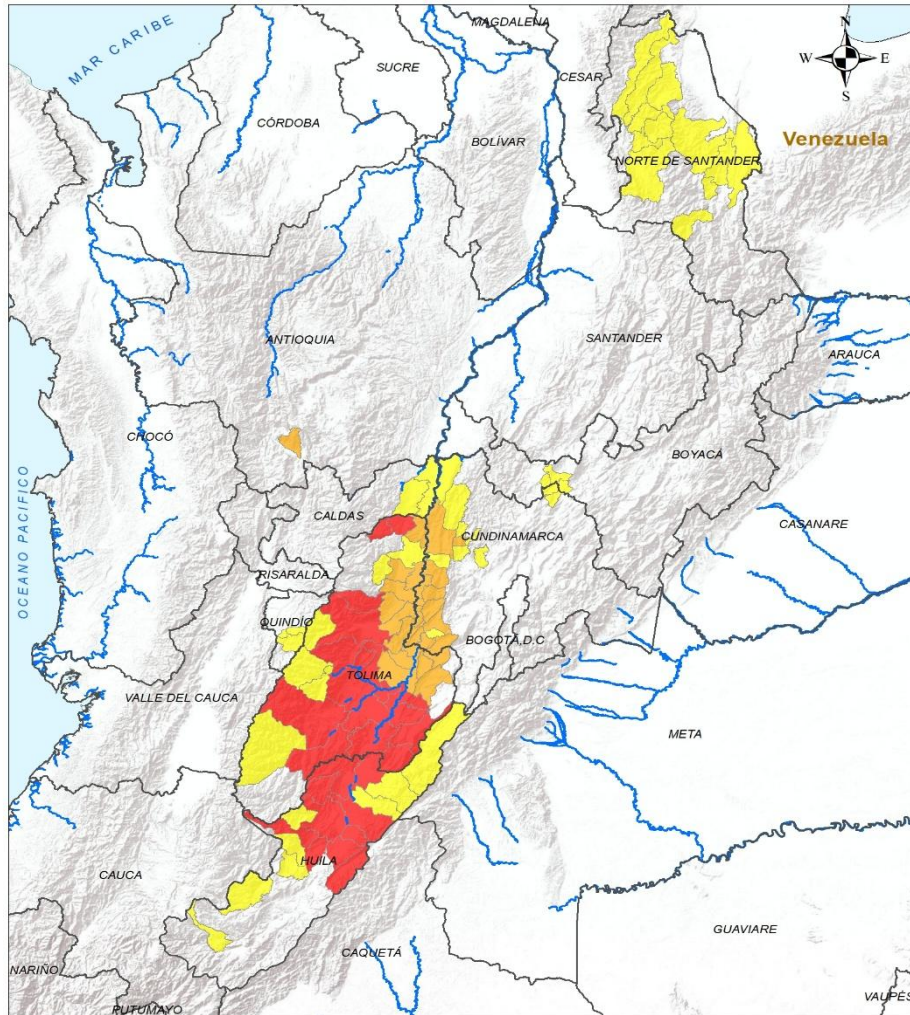 MAGDALENA
N
MAR CARIBE
W
E
SUCRE
CESAR
S
CÓRDOBA
BOLÍVAR
Venezuela
NORTE DE SANTANDER
ANTIOQUIA
SANTANDER
ARAUCA
CHOCÓ
BOYACÁ
CALDAS
CASANARE
CUNDINAMARCA
OCEANO PACIFICO
RISARALDA
QUINDÍO
BOGOTÁ,D.C
TOLIMA
VALLE DEL CAUCA
META
HUILA
CAUCA
GUAVIARE
CAQUETÁ
NARIÑO
VAUPÉS
PUTUMAYO